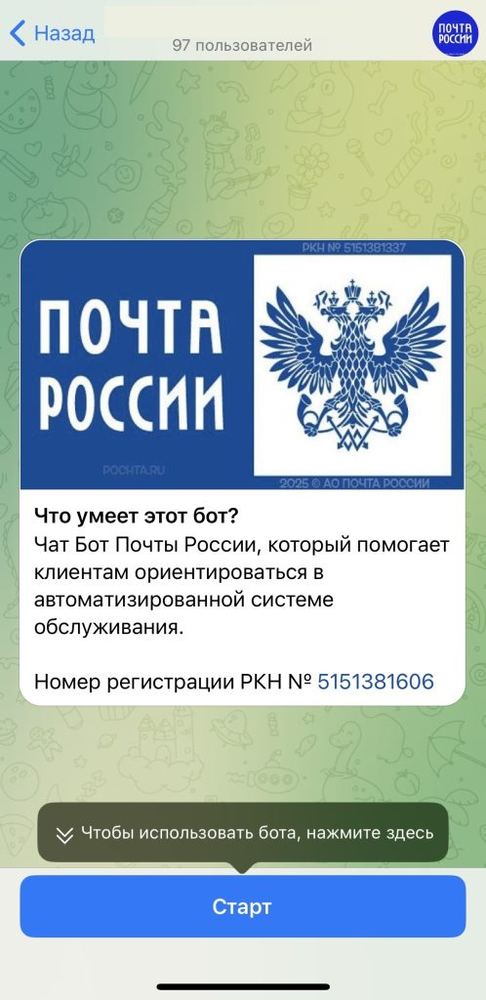 Назад
97 пользователей
ПОЧТА
РОССИИ
РКН № 5151381337
ПОЧТА
РОССИИ
POCHTA.RU
2025 © АО ПОЧТА РОССИИ
Что умеет этот бот?
Чат Бот Почты России, который помогает
клиентам ориентироваться в
автоматизированной системе
обслуживания.
Номер регистрации РКН № 5151381606
Чтобы использовать бота, нажмите здесь
Старт